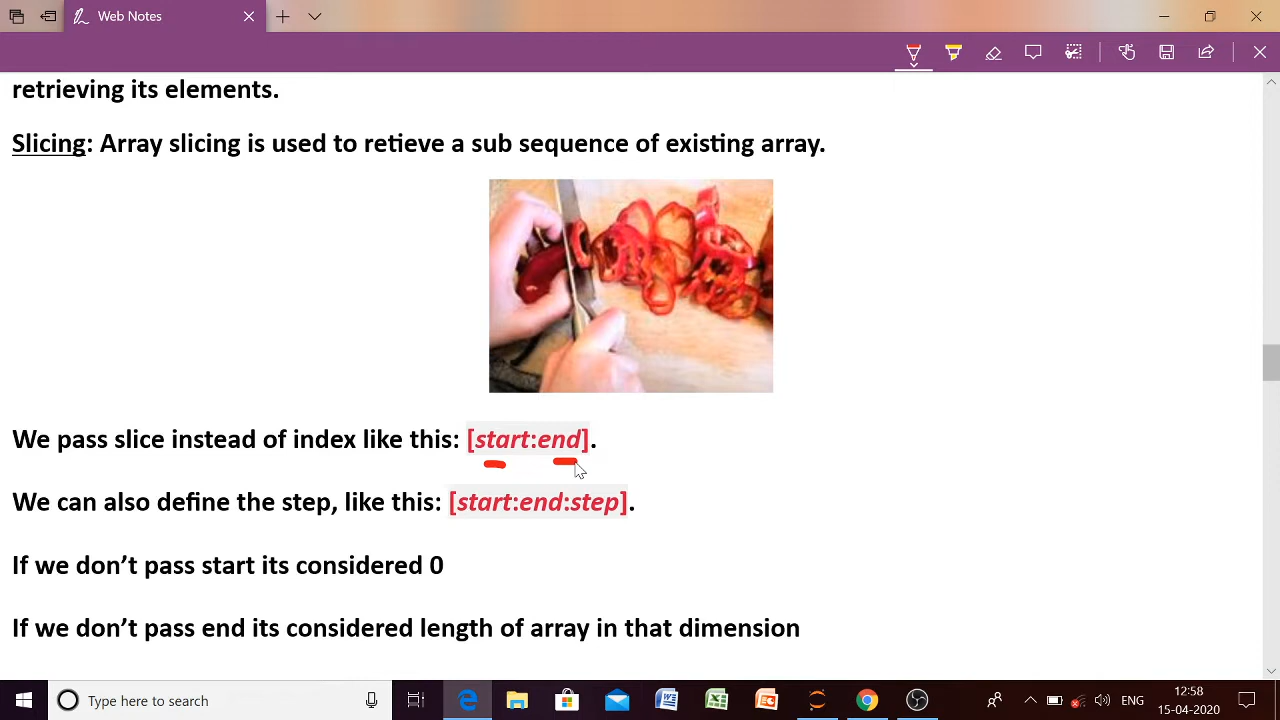 Web Notes
retrieving its elements.
Slicing: Array slicing is used to retieve a sub sequence of existing array.
We pass slice instead of index like this: [start:end].
We can also define the step, like this: [start:end:step].
If we don’t pass start its considered 0
If we don’t pass end its considered length of array in that dimension
Type here to search
ENG
12:58
15-04-2020